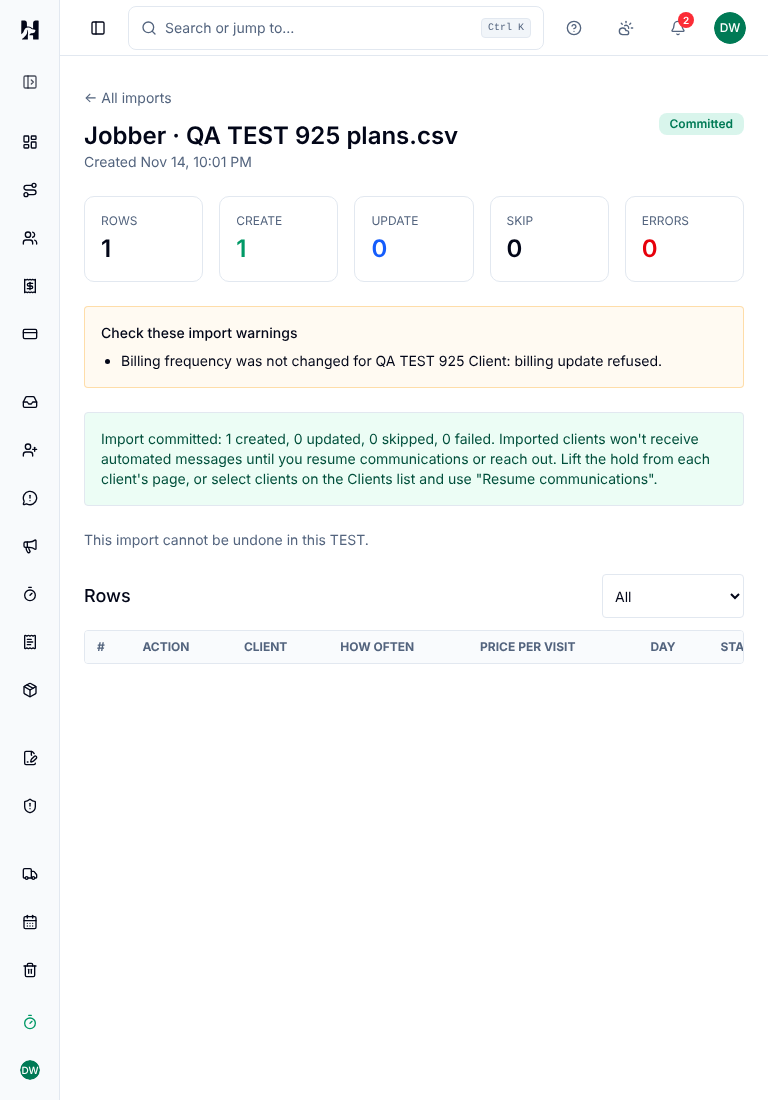 Search or jump to...
Ctrl K
2
DW
← All imports
Jobber · QA TEST 925 plans.csv
Committed
Created Nov 14, 10:01 PM
ROWS
1
CREATE
1
UPDATE
0
SKIP
0
ERRORS
0
Check these import warnings
• Billing frequency was not changed for QA TEST 925 Client: billing update refused.
Import committed: 1 created, 0 updated, 0 skipped, 0 failed. Imported clients won't receive
automated messages until you resume communications or reach out. Lift the hold from each
client's page, or select clients on the Clients list and use "Resume communications".
This import cannot be undone in this TEST.
Rows
All
# ACTION CLIENT HOW OFTEN PRICE PER VISIT DAY STA
DW